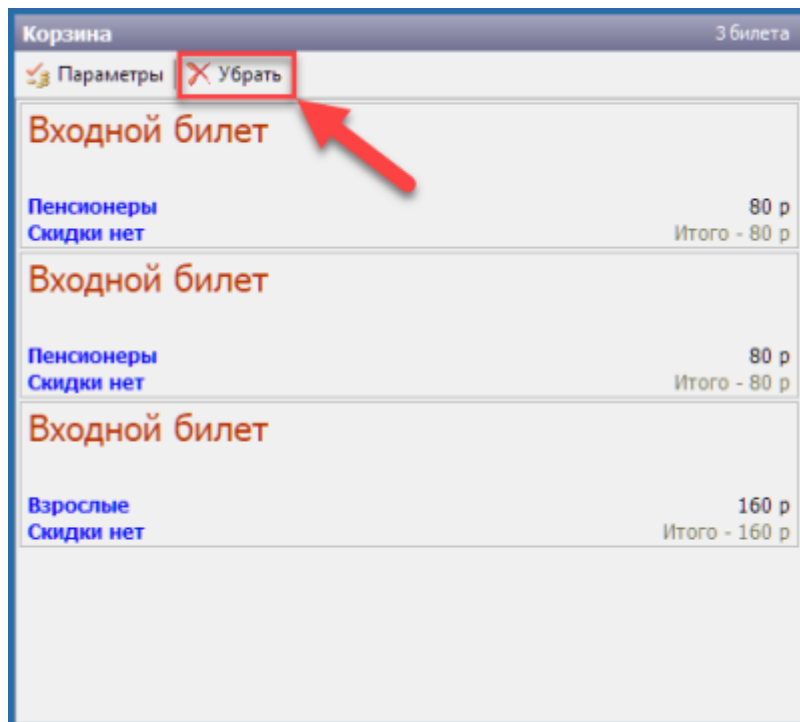 Корзина 3 билета
Параметры Убрать
Входной билет
Пенсионеры 80 р
Скидки нет Итого - 80 р
Входной билет
Пенсионеры 80 р
Скидки нет Итого - 80 р
Входной билет
Взрослые 160 р
Скидки нет Итого - 160 р